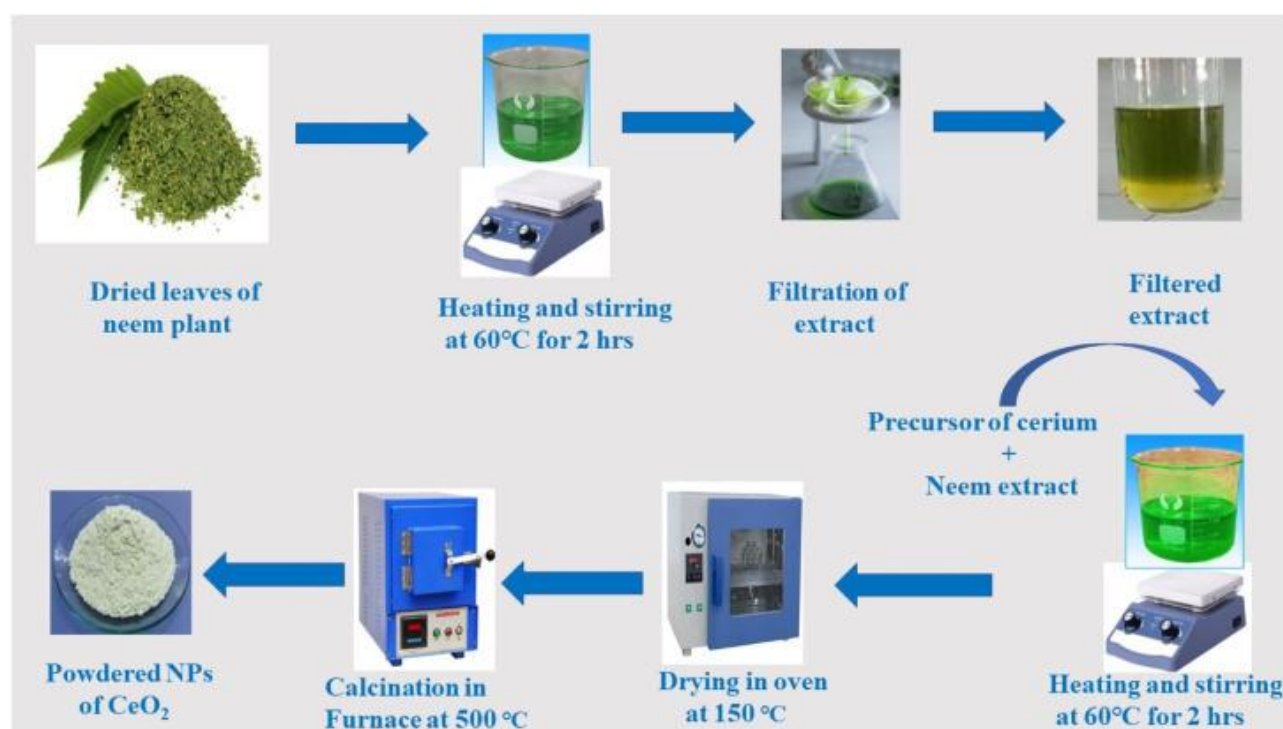 Dried leaves of
neem plant
Heating and stirring
at 60°C for 2 hrs
Filtration of
extract
Filtered
extract
Precursor of cerium
+
Neem extract
Heating and stirring
at 60°C for 2 hrs
Drying in oven
at 150 °C
Calcination in
Furnace at 500 °C
Powdered NPs
of CeO₂